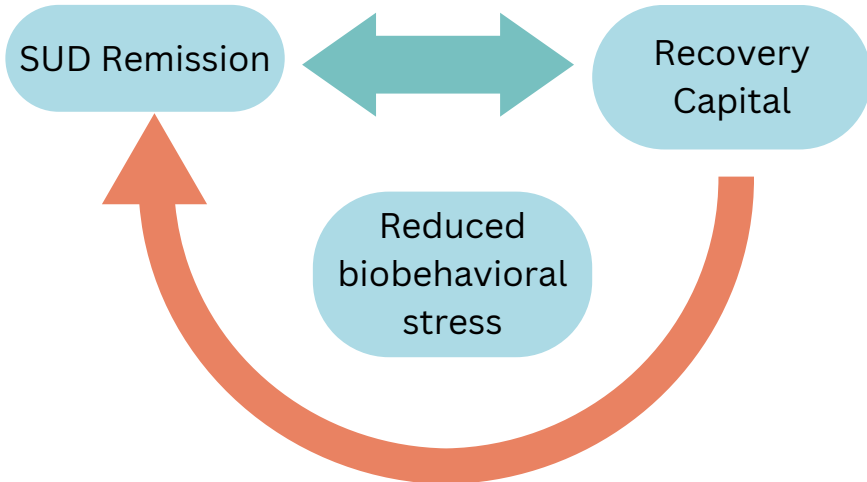 SUD Remission
Recovery
Capital
Reduced
biobehavioral
stress